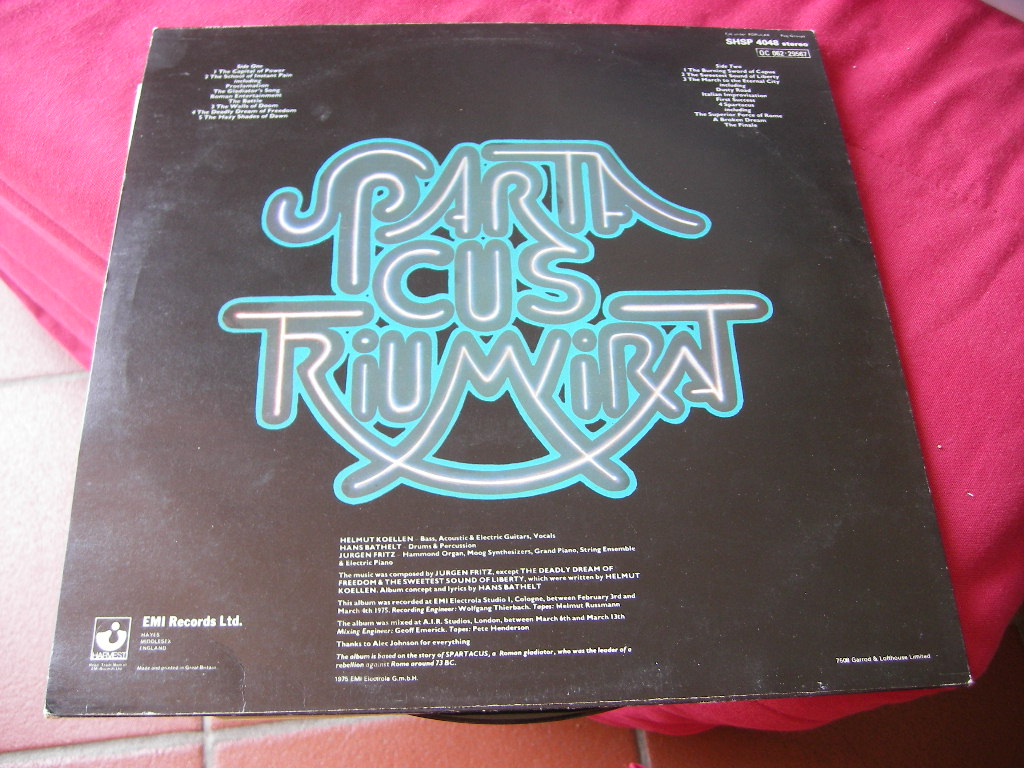 File under POPULAR
SHSP 4048 stereo
OC 062·29567
Side One
1 The Capital of Power
2 The School of Instant Pain
including
Proclamation
The Gladiator's Song
Roman Entertainment
The Battle
3 The Walls of Doom
4 The Deadly Dream of Freedom
5 The Hazy Shades of Dawn
Side Two
1 The Burning Sword of Capua
2 The Sweetest Sound of Liberty
3 The March to the Eternal City
including
Dusty Road
Italian Improvisation
First Success
4 Spartacus
including
The Superior Force of Rome
A Broken Dream
The Finale
SPARTA
CUS
TRIUMVIRAT
HELMUT KOELLEN - Bass, Acoustic & Electric Guitars, Vocals
HANS BATHELT - Drums & Percussion
JURGEN FRITZ - Hammond Organ, Moog Synthesizers, Grand Piano, String Ensemble
& Electric Piano
The music was composed by JURGEN FRITZ, except THE DEADLY DREAM OF
FREEDOM & THE SWEETEST SOUND OF LIBERTY, which were written by HELMUT
KOELLEN. Album concept and lyrics by HANS BATHELT
This album was recorded at EMI Electrola Studio 1, Cologne, between February 3rd and
March 4th 1975. Recording Engineer: Wolfgang Thierbach. Tapes: Helmut Russmann
The album was mixed at A.I.R. Studios, London, between March 6th and March 13th
Mixing Engineer: Geoff Emerick. Tapes: Pete Henderson
Thanks to Alec Johnson for everything
The album is based on the story of SPARTACUS, a Roman gladiator, who was the leader of a
rebellion against Rome around 73 BC.
1975 EMI Electrola G.m.b.H.
EMI Records Ltd.
HAYES
MIDDLESEX
ENGLAND
HARVEST
Made and printed in Great Britain
7508 Garrod & Lofthouse Limited